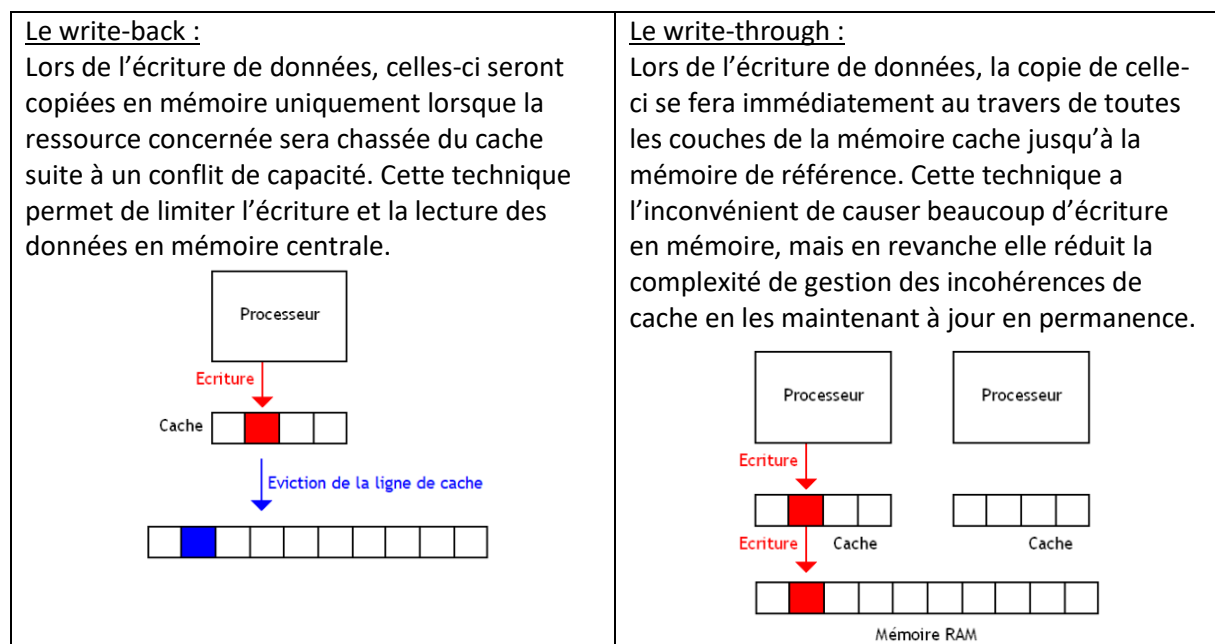 Le write-back :
Lors de l’écriture de données, celles-ci seront
copiées en mémoire uniquement lorsque la
ressource concernée sera chassée du cache
suite à un conflit de capacité. Cette technique
permet de limiter l’écriture et la lecture des
données en mémoire centrale.
Processeur
Ecriture
Cache
Eviction de la ligne de cache
Le write-through :
Lors de l’écriture de données, la copie de celle-
ci se fera immédiatement au travers de toutes
les couches de la mémoire cache jusqu’à la
mémoire de référence. Cette technique a
l’inconvénient de causer beaucoup d’écriture
en mémoire, mais en revanche elle réduit la
complexité de gestion des incohérences de
cache en les maintenant à jour en permanence.
Processeur
Processeur
Ecriture
Ecriture
Cache
Cache
Mémoire RAM